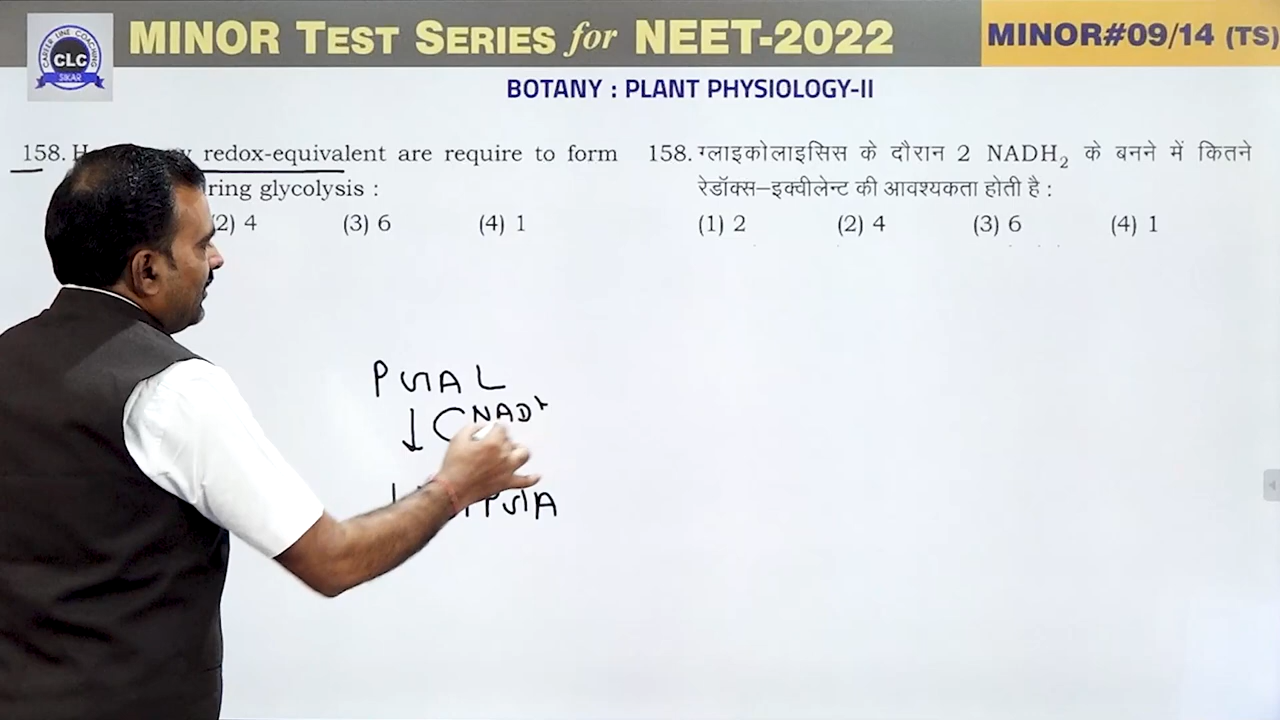 CAREER LINE COACHING
CLC
SIKAR
MINOR TEST SERIES for NEET-2022
MINOR#09/14 (TS)
BOTANY : PLANT PHYSIOLOGY-II
158. redox-equivalent are require to form
ring glycolysis :
(2) 4 (3) 6 (4) 1
158. ग्लाइकोलाइसिस के दौरान 2 NADH₂ के बनने में कितने
रेडॉक्स–इक्वीलेन्ट की आवश्यकता होती है :
(1) 2 (2) 4 (3) 6 (4) 1
PGAL
↓ NAD⁺
PGA